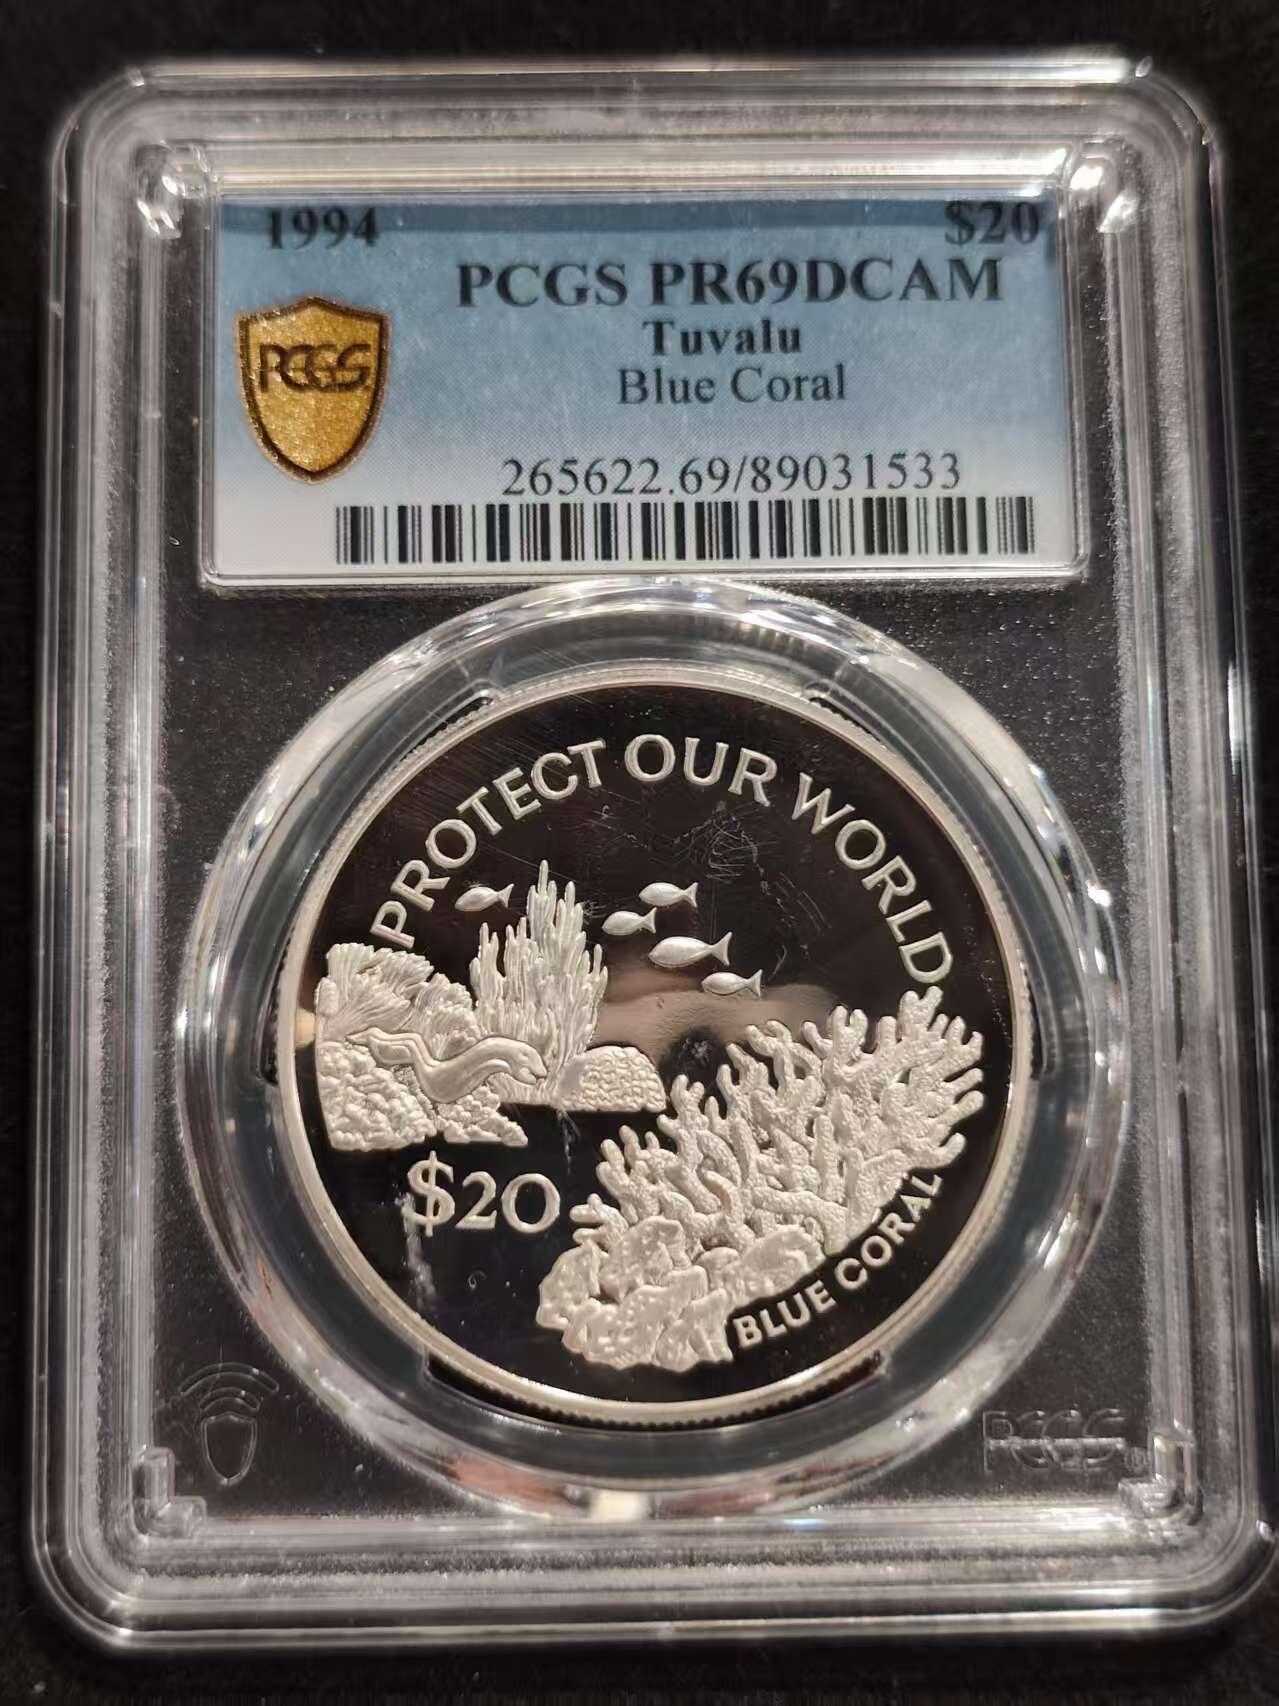 1994 $20
PCGS PR69DCAM
Tuvalu
Blue Coral
PCGS
265622.69/89031533
PROTECT OUR WORLD
$20
BLUE CORAL
PCGS